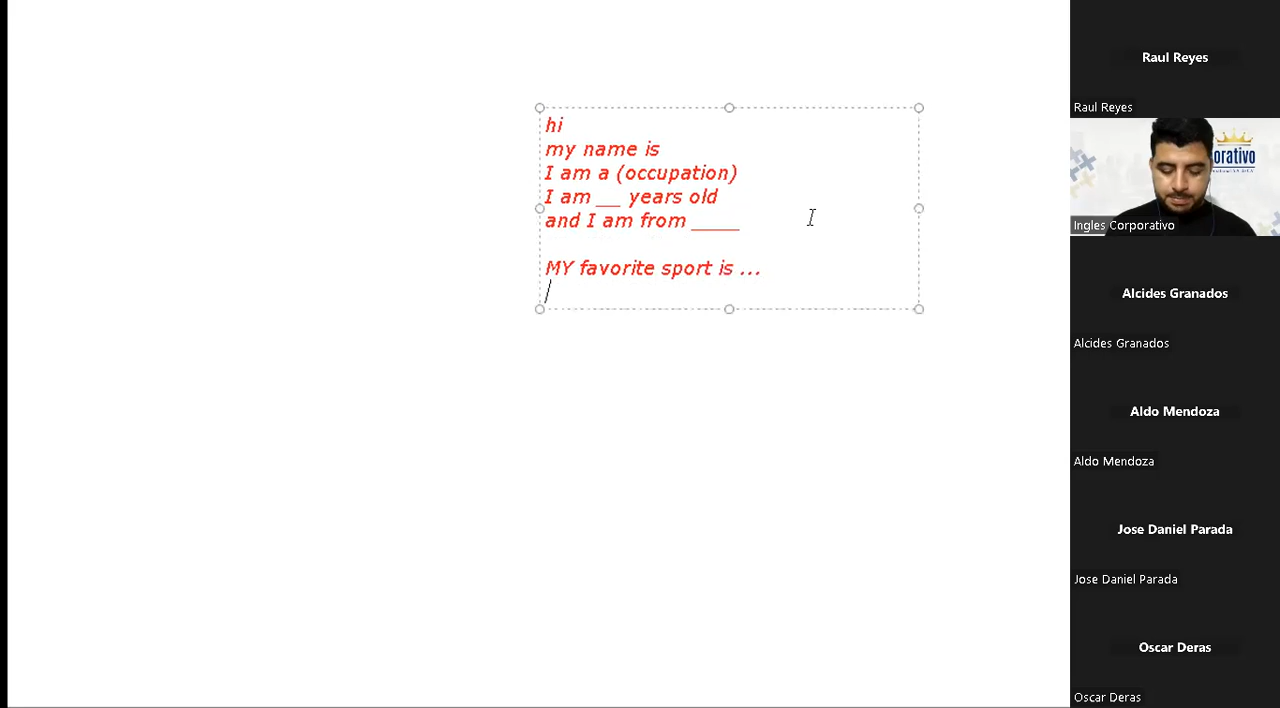 hi
my name is
I am a (occupation)
I am __ years old
and I am from ____
MY favorite sport is ...
Raul Reyes
Raul Reyes
orativo
Ingles Corporativo
Alcides Granados
Alcides Granados
Aldo Mendoza
Aldo Mendoza
Jose Daniel Parada
Jose Daniel Parada
Oscar Deras
Oscar Deras